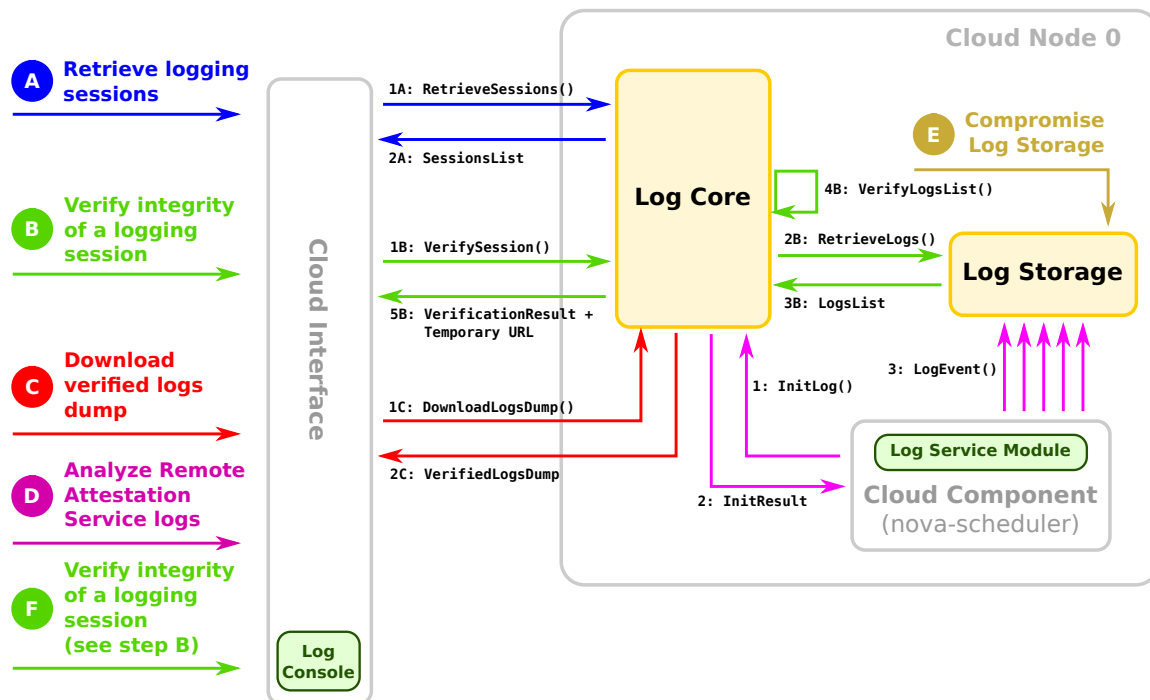 Cloud Node 0
A
Retrieve logging
sessions
1A: RetrieveSessions()
2A: SessionsList
Log Core
E
Compromise
Log Storage
4B: VerifyLogsList()
B
Verify integrity
of a logging
session
Cloud Interface
1B: VerifySession()
2B: RetrieveLogs()
Log Storage
3B: LogsList
5B: VerificationResult +
Temporary URL
C
Download
verified logs
dump
1: InitLog()
3: LogEvent()
1C: DownloadLogsDump()
2C: VerifiedLogsDump
2: InitResult
Log Service Module
Cloud Component
(nova-scheduler)
D
Analyze Remote
Attestation
Service logs
F
Verify integrity
of a logging
session
(see step B)
Log
Console